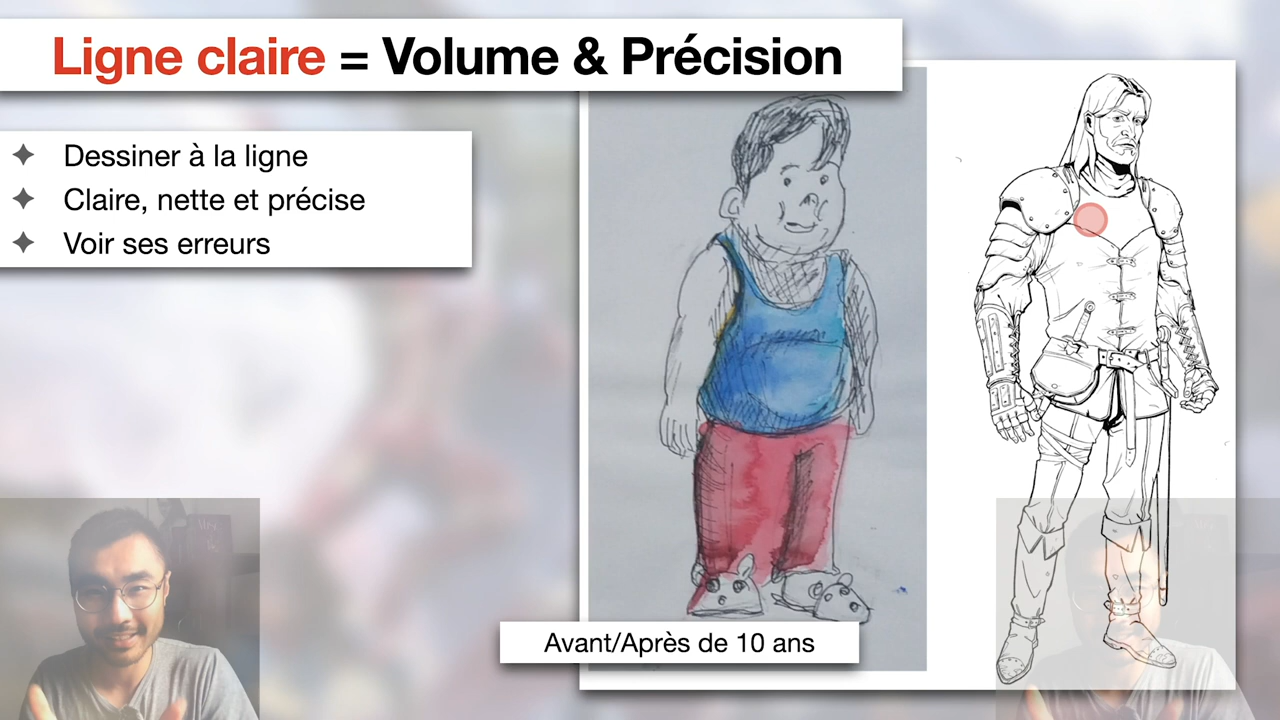 Ligne claire = Volume & Précision
Dessiner à la ligne
Claire, nette et précise
Voir ses erreurs
Avant/Après de 10 ans